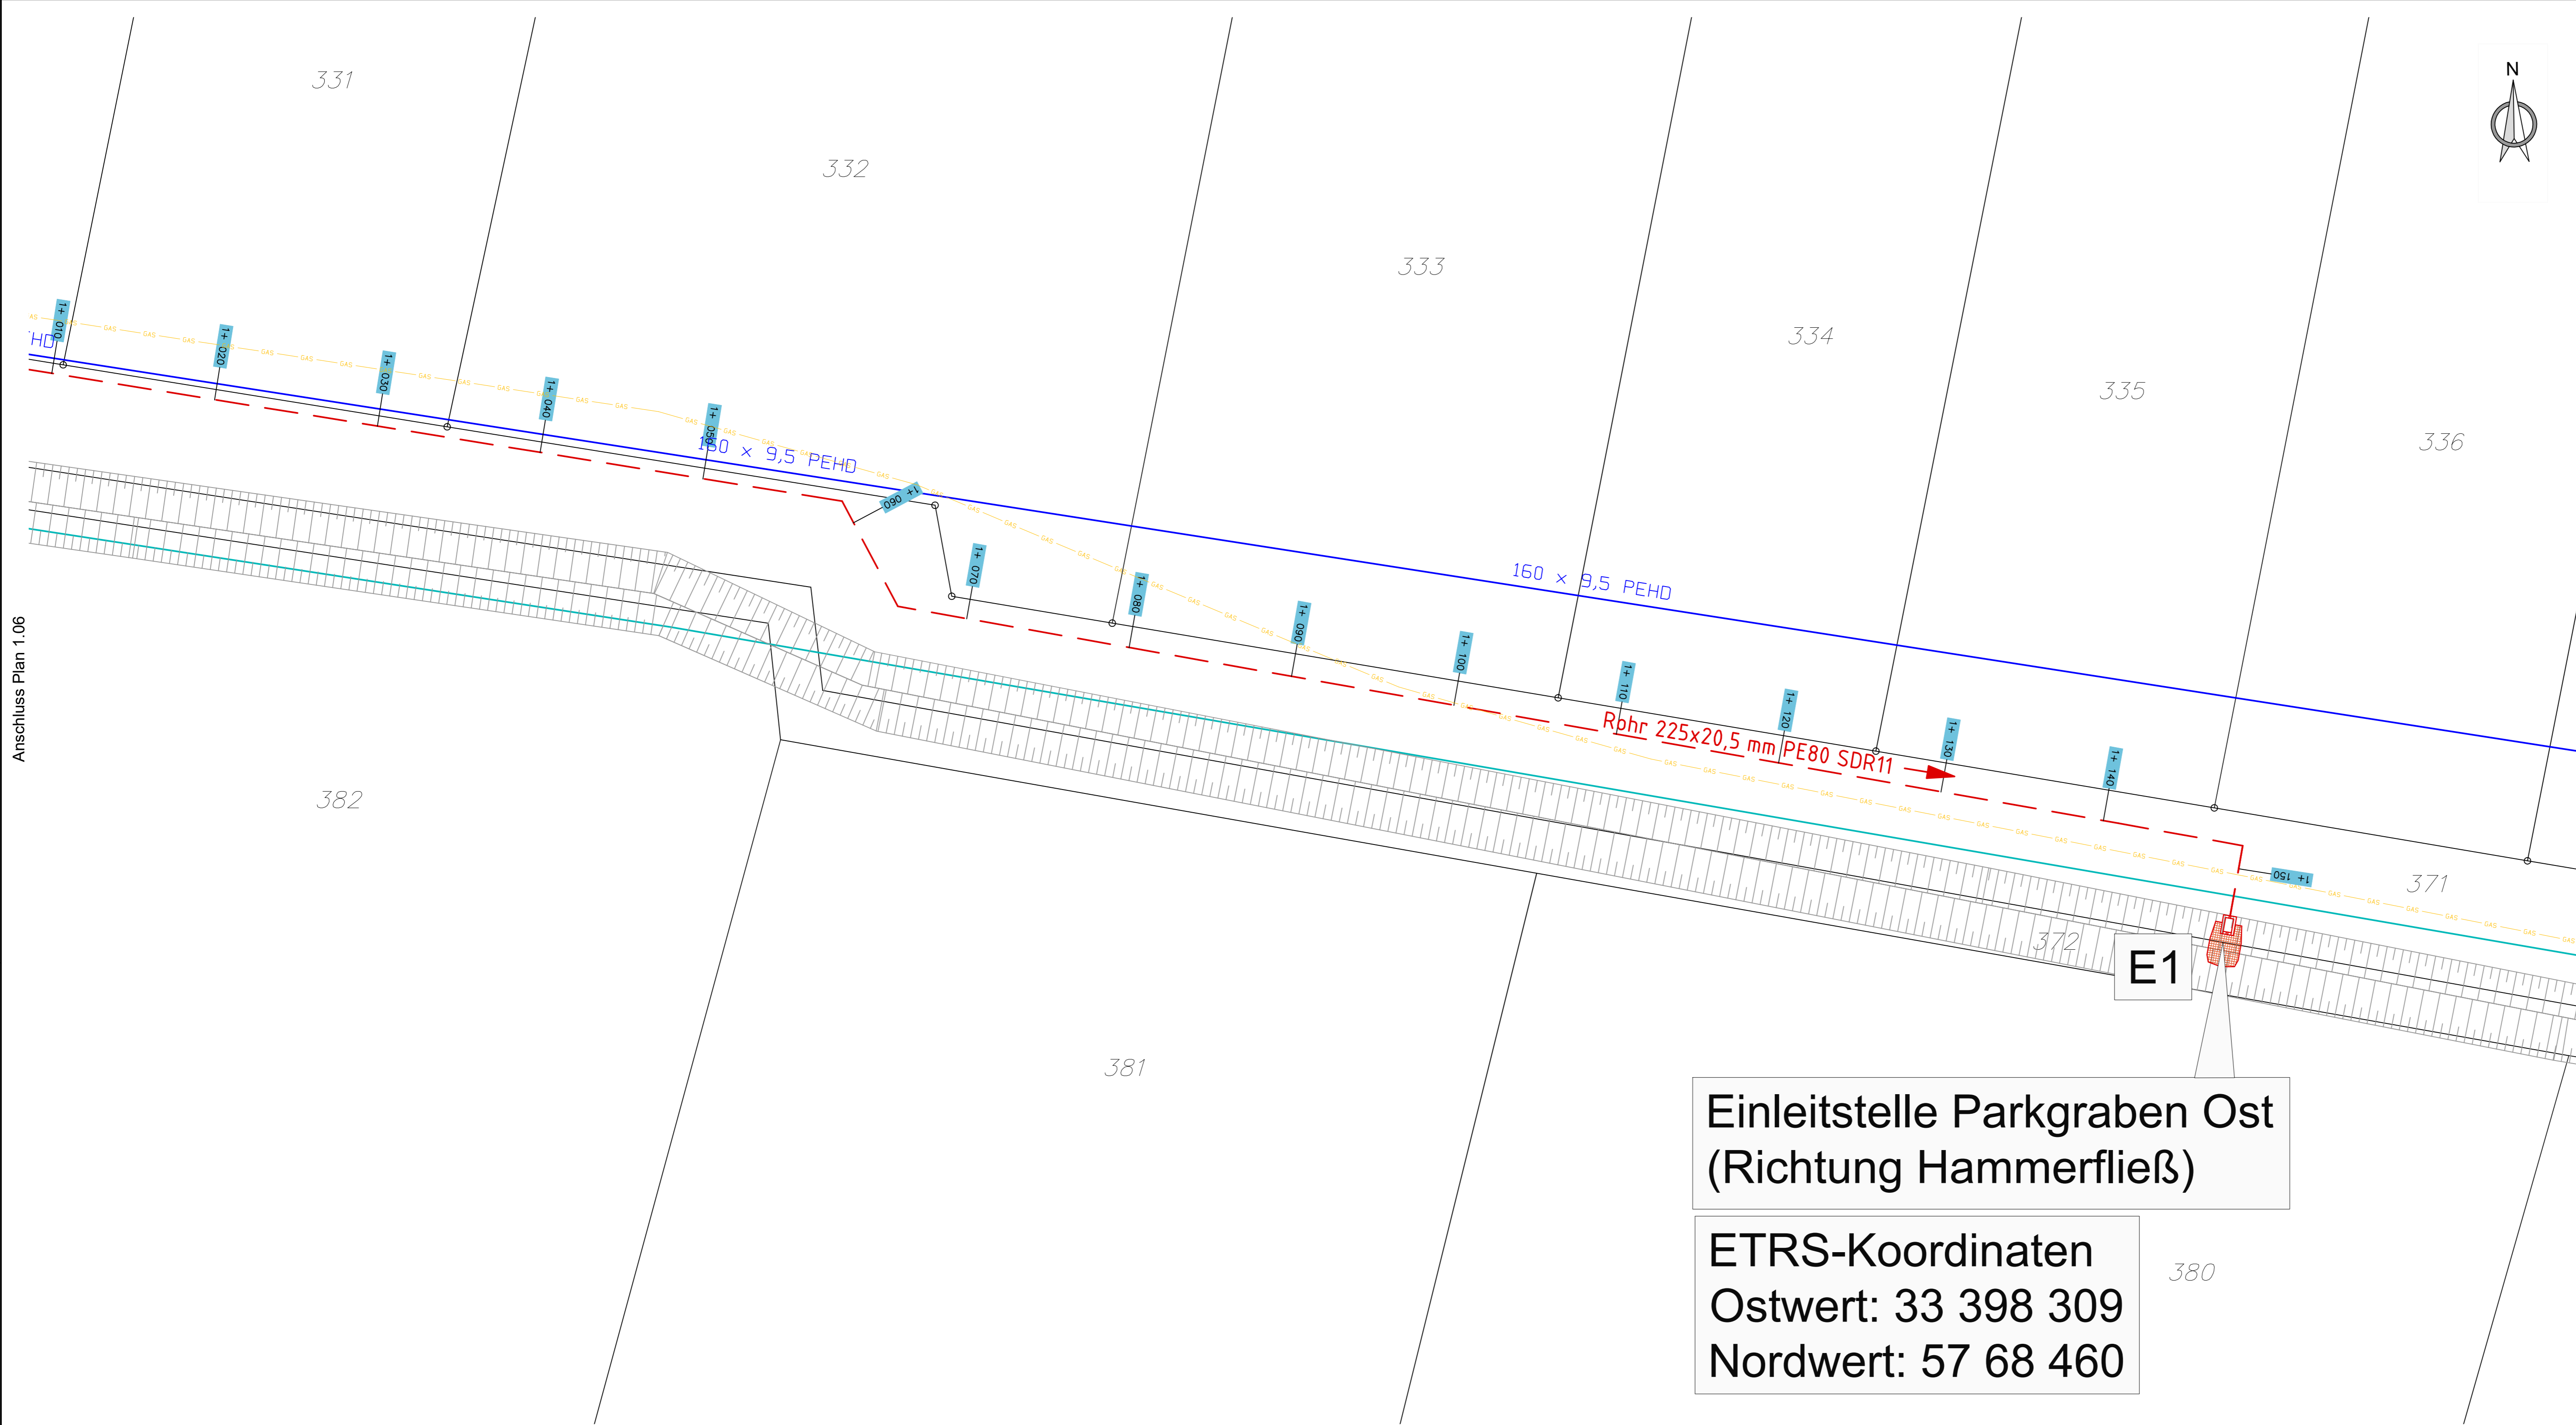 N
331
332
333
334
335
336
1+ 010
1+ 020
1+ 030
1+ 040
1+ 050
1+ 060
1+ 070
1+ 080
1+ 090
1+ 100
1+ 110
1+ 120
1+ 130
1+ 140
1+ 150
HD
160 x 9,5 PEHD
160 x 9,5 PEHD
GAS
Rohr 225x20,5 mm PE80 SDR11
Anschluss Plan 1.06
371
372
382
381
380
E1
Einleitstelle Parkgraben Ost
(Richtung Hammerfließ)
ETRS-Koordinaten
Ostwert: 33 398 309
Nordwert: 57 68 460